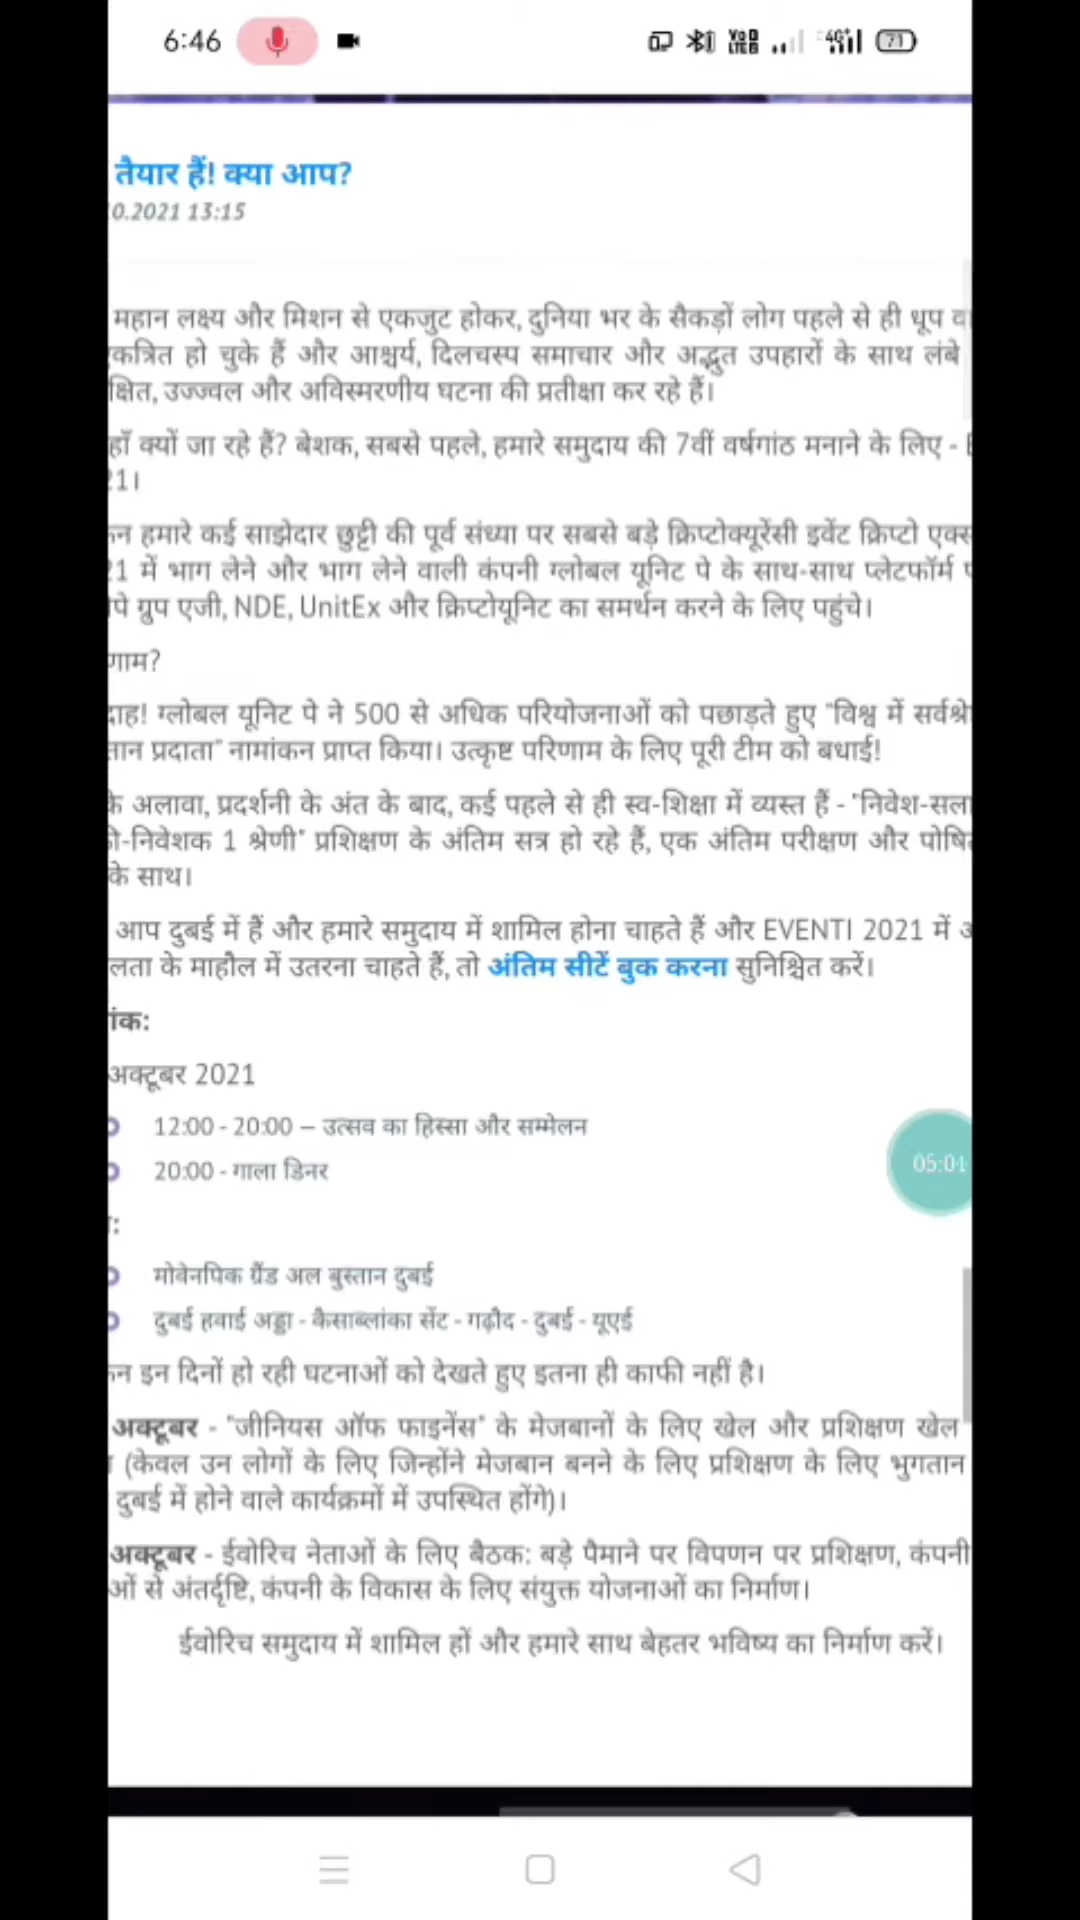 6:46
VoD LTE 4G+ 71
तैयार हैं! क्या आप?
0.2021 13:15
महान लक्ष्य और मिशन से एकजुट होकर, दुनिया भर के सैकड़ों लोग पहले से ही धूप
कत्रित हो चुके हैं और आश्चर्य, दिलचस्प समाचार और अद्भुत उपहारों के साथ लंबे
क्षित, उज्ज्वल और अविस्मरणीय घटना की प्रतीक्षा कर रहे हैं।
हाँ क्यों जा रहे हैं? बेशक, सबसे पहले, हमारे समुदाय की 7वीं वर्षगांठ मनाने के लिए -
21।
न हमारे कई साझेदार छुट्टी की पूर्व संध्या पर सबसे बड़े क्रिप्टोक्यूरेंसी इवेंट क्रिप्टो एक्स
21 में भाग लेने और भाग लेने वाली कंपनी ग्लोबल यूनिट पे के साथ-साथ प्लेटफॉर्म
पे ग्रुप एजी, NDE, UnitEx और क्रिप्टोयूनिट का समर्थन करने के लिए पहुंचे।
णाम?
दाह! ग्लोबल यूनिट पे ने 500 से अधिक परियोजनाओं को पछाड़ते हुए "विश्व में सर्वश्रे
तान प्रदाता" नामांकन प्राप्त किया। उत्कृष्ट परिणाम के लिए पूरी टीम को बधाई!
के अलावा, प्रदर्शनी के अंत के बाद, कई पहले से ही स्व-शिक्षा में व्यस्त हैं - "निवेश-सला
ी-निवेशक 1 श्रेणी" प्रशिक्षण के अंतिम सत्र हो रहे हैं, एक अंतिम परीक्षण और पोषि
के साथ।
आप दुबई में हैं और हमारे समुदाय में शामिल होना चाहते हैं और EVENTI 2021 में
लता के माहौल में उतरना चाहते हैं, तो अंतिम सीटें बुक करना सुनिश्चित करें।
ांक:
अक्टूबर 2021
12:00 - 20:00 – उत्सव का हिस्सा और सम्मेलन
05:01
20:00 - गाला डिनर
:
मोवेनपिक ग्रैंड अल बुस्तान दुबई
दुबई हवाई अड्डा - कैसाब्लांका सेंट - गढ़ौद - दुबई - यूएई
न इन दिनों हो रही घटनाओं को देखते हुए इतना ही काफी नहीं है।
अक्टूबर - "जीनियस ऑफ फाइनेंस" के मेजबानों के लिए खेल और प्रशिक्षण खेल
(केवल उन लोगों के लिए जिन्होंने मेजबान बनने के लिए प्रशिक्षण के लिए भुगतान
दुबई में होने वाले कार्यक्रमों में उपस्थित होंगे)।
अक्टूबर - ईवोरिच नेताओं के लिए बैठक: बड़े पैमाने पर विपणन पर प्रशिक्षण, कंपनी
ओं से अंतर्दृष्टि, कंपनी के विकास के लिए संयुक्त योजनाओं का निर्माण।
ईवोरिच समुदाय में शामिल हों और हमारे साथ बेहतर भविष्य का निर्माण करें।